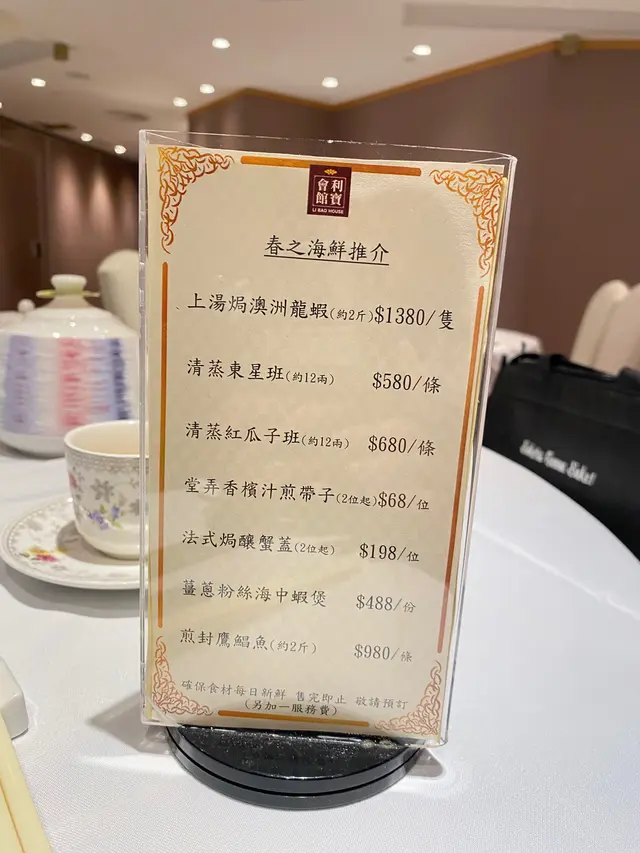 會利
館寶
LI BAO HOUSE
春之海鮮推介
上湯焗澳洲龍蝦(約2斤)$1380/隻
清蒸東星班(約12兩) $580/條
清蒸紅瓜子班(約12兩) $680/條
堂弄香檳汁煎帶子(2位起)$68/位
法式焗釀蟹蓋(2位起) $198/位
薑蔥粉絲海中蝦煲 $488/份
煎封鷹鯧魚(約2斤) $980/條
確保食材每日新鮮 售完即止 敬請預訂
(另加一服務費)